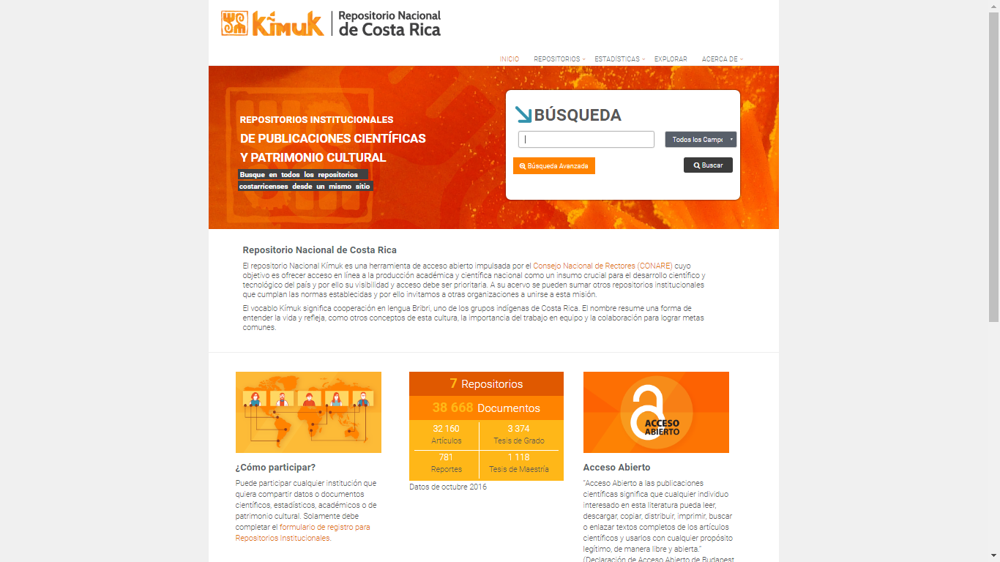 KímuK
Repositorio Nacional
de Costa Rica
INICIO REPOSITORIOS ESTADÍSTICAS EXPLORAR ACERCA DE
REPOSITORIOS INSTITUCIONALES
DE PUBLICACIONES CIENTÍFICAS
Y PATRIMONIO CULTURAL
Busque en todos los repositorios
costarricenses desde un mismo sitio
BÚSQUEDA
Todos los Campo
Búsqueda Avanzada
Buscar
Repositorio Nacional de Costa Rica
El repositorio Nacional Kímuk es una herramienta de acceso abierto impulsada por el Consejo Nacional de Rectores (CONARE) cuyo
objetivo es ofrecer acceso en línea a la producción académica y científica nacional como un insumo crucial para el desarrollo científico y
tecnológico del país y por ello su visibilidad y acceso debe ser prioritaria. A su acervo se pueden sumar otros repositorios institucionales
que cumplan las normas establecidas y por ello invitamos a otras organizaciones a unirse a esta misión.
El vocablo Kímuk significa cooperación en lengua Bribri, uno de los grupos indígenas de Costa Rica. El nombre resume una forma de
entender la vida y refleja, como otros conceptos de esta cultura, la importancia del trabajo en equipo y la colaboración para lograr metas
comunes.
¿Cómo participar?
Puede participar cualquier institución que
quiera compartir datos o documentos
científicos, estadísticos, académicos o de
patrimonio cultural. Solamente debe
completar el formulario de registro para
Repositorios Institucionales.
7 Repositorios
38 668 Documentos
32 160
Artículos
3 374
Tesis de Grado
781
Reportes
1 118
Tesis de Maestría
Datos de octubre 2016
ACCESO
ABIERTO
Acceso Abierto
"Acceso Abierto a las publicaciones
científicas significa que cualquier individuo
interesado en esta literatura pueda leer,
descargar, copiar, distribuir, imprimir, buscar
o enlazar textos completos de los artículos
científicos y usarlos con cualquier propósito
legítimo, de manera libre y abierta."
(Declaración de Acceso Abierto de Budapest